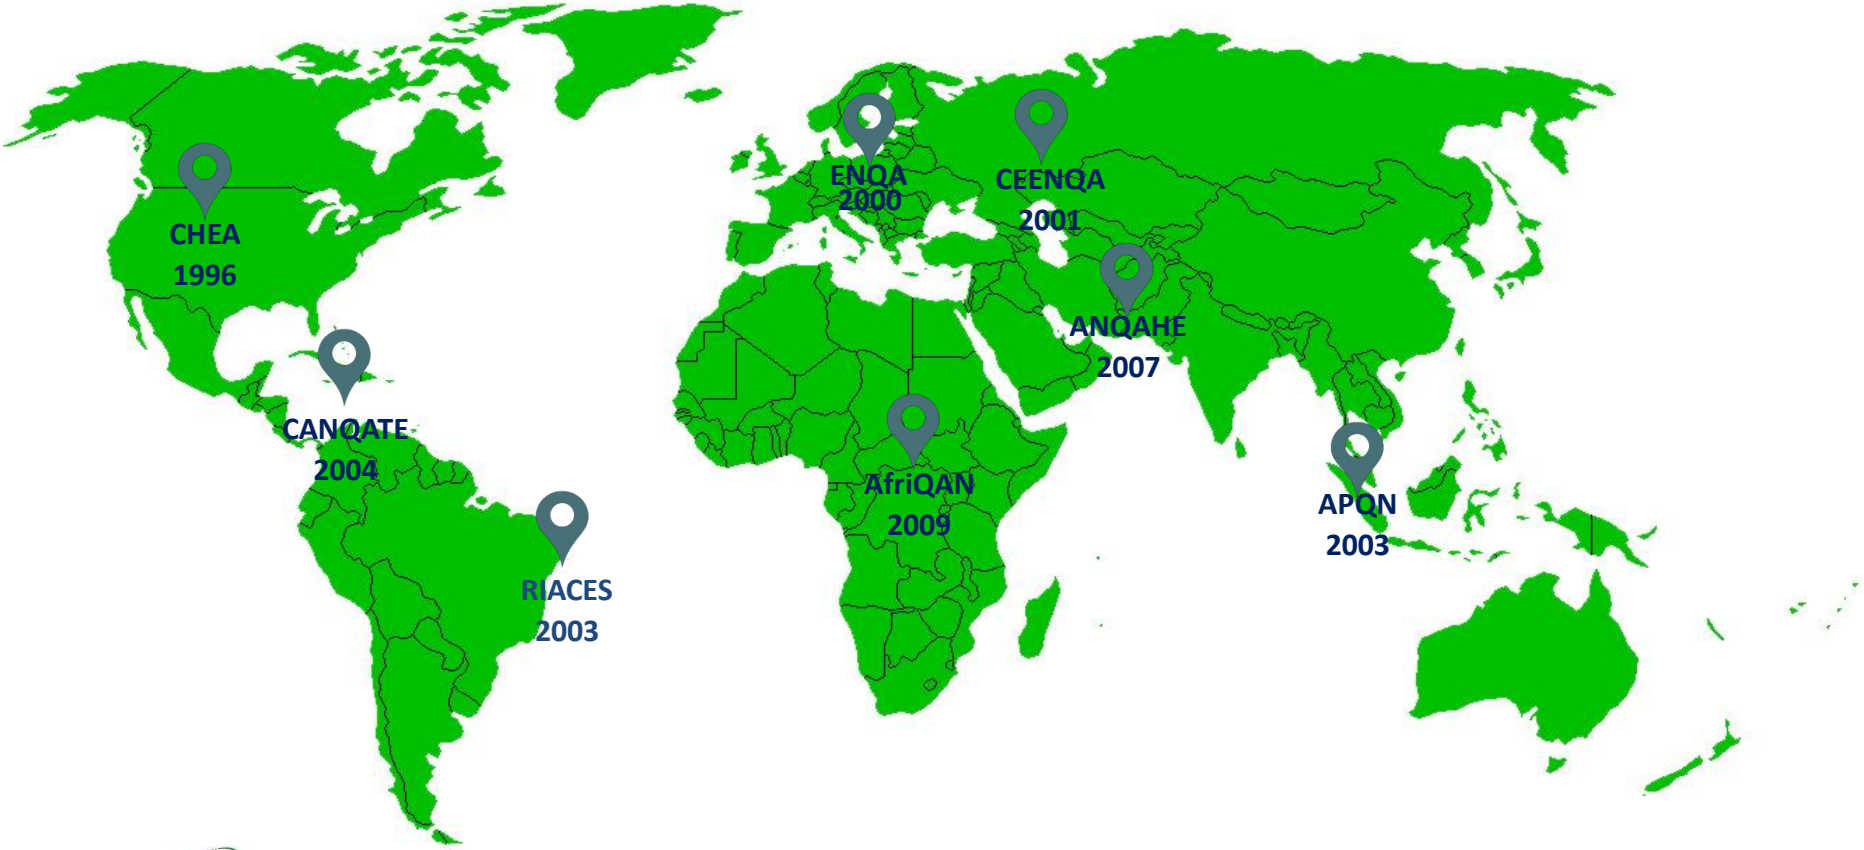 ENQA
2000
CEENQA
2001
CHEA
1996
ANQAHE
2007
CANQATE
2004
AfriQAN
2009
APQN
2003
RIACES
2003